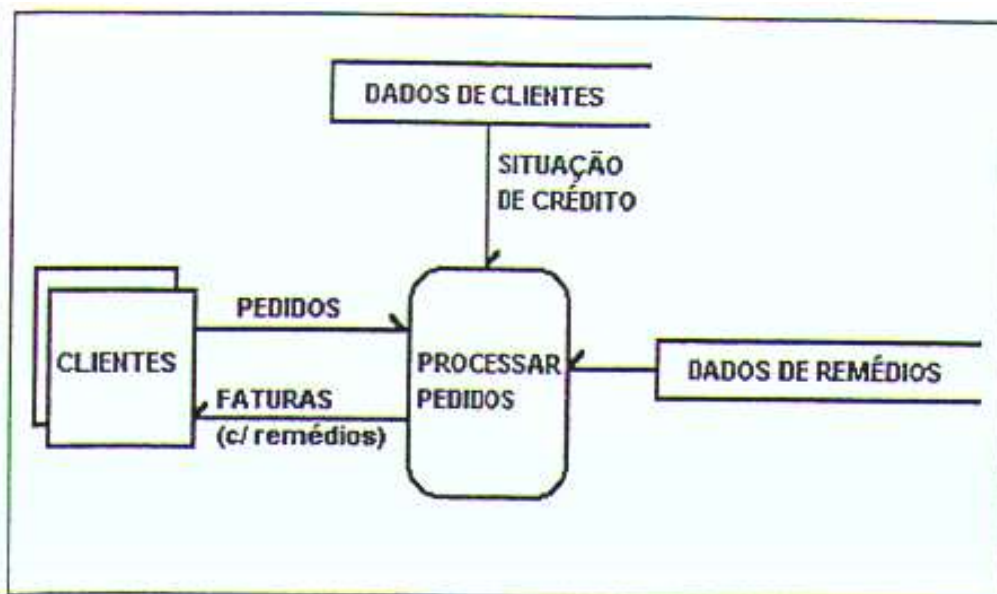 DADOS DE CLIENTES
SITUAÇÃO
DE CRÉDITO
PEDIDOS
CLIENTES
PROCESSAR
PEDIDOS
DADOS DE REMÉDIOS
FATURAS
(c/ remédios)